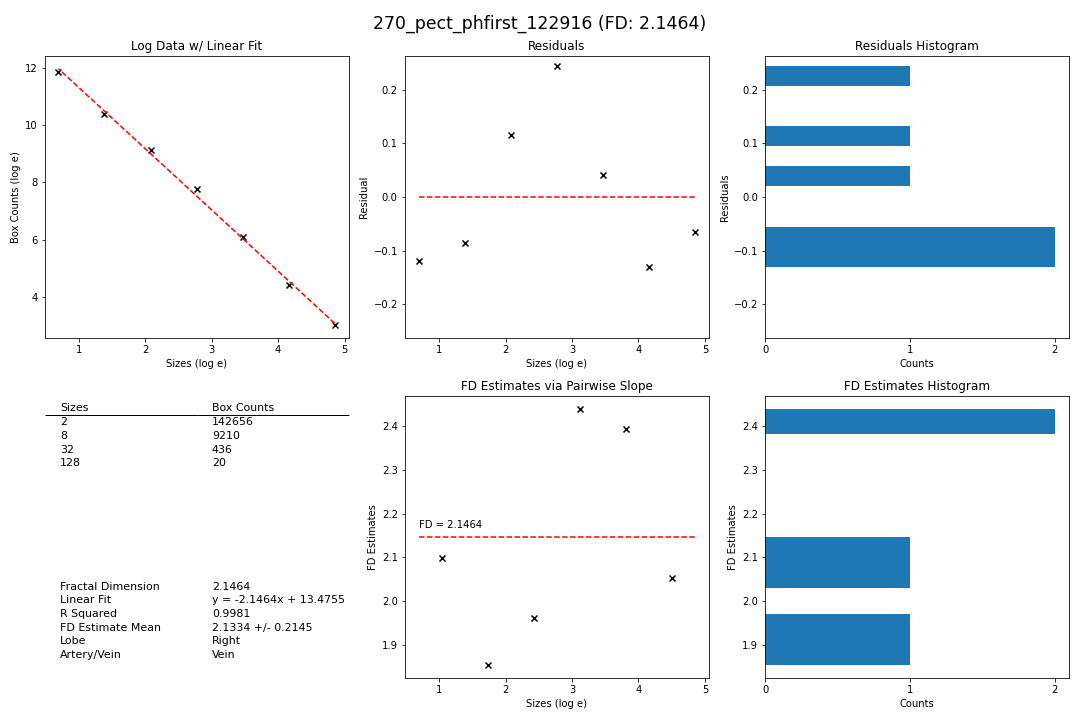 270_pect_phfirst_122916 (FD: 2.1464)
Log Data w/ Linear Fit
Box Counts (log e)
12
10
8
6
4
1 2 3 4 5
Sizes (log e)
Residuals
Residual
0.2
0.1
0.0
−0.1
−0.2
1 2 3 4 5
Sizes (log e)
Residuals Histogram
Residuals
0.2
0.1
0.0
−0.1
−0.2
0 1 2
Counts
Sizes Box Counts
2 142656
8 9210
32 436
128 20
Fractal Dimension 2.1464
Linear Fit y = -2.1464x + 13.4755
R Squared 0.9981
FD Estimate Mean 2.1334 +/- 0.2145
Lobe Right
Artery/Vein Vein
FD Estimates via Pairwise Slope
FD Estimates
2.4
2.3
2.2
2.1
2.0
1.9
FD = 2.1464
1 2 3 4 5
Sizes (log e)
FD Estimates Histogram
FD Estimates
2.4
2.3
2.2
2.1
2.0
1.9
0 1 2
Counts